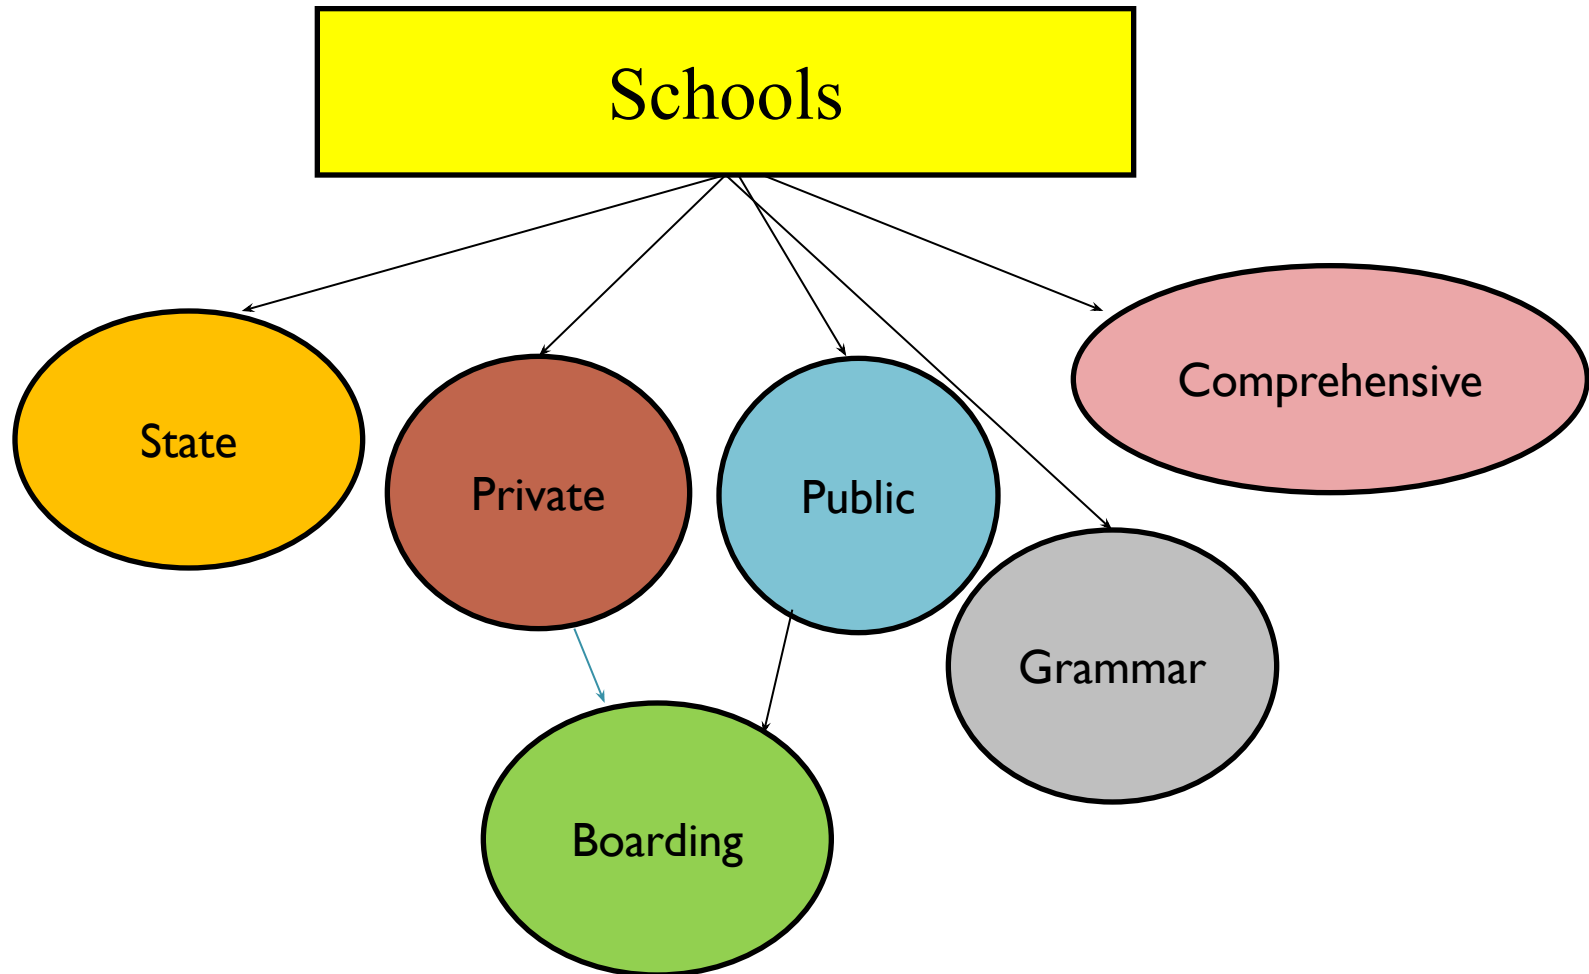 Schools
State
Private
Public
Comprehensive
Grammar
Boarding